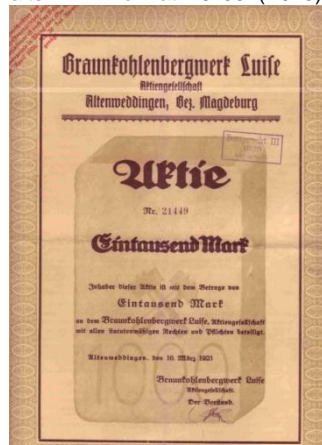 Braunkohlenbergwerk Luise
Aktiengesellschaft
Altenweddingen, Bez. Magdeburg
Aktie
Nr. 21449
Eintausend Mark
Inhaber dieser Aktie ist mit dem Betrage von
Eintausend Mark
an dem Braunkohlenbergwerk Luise, Aktiengesellschaft
mit allen statutenmäßigen Rechten und Pflichten beteiligt.
Altenweddingen, den 16. März 1921
Braunkohlenbergwerk Luise
Aktiengesellschaft.
Der Vorstand.